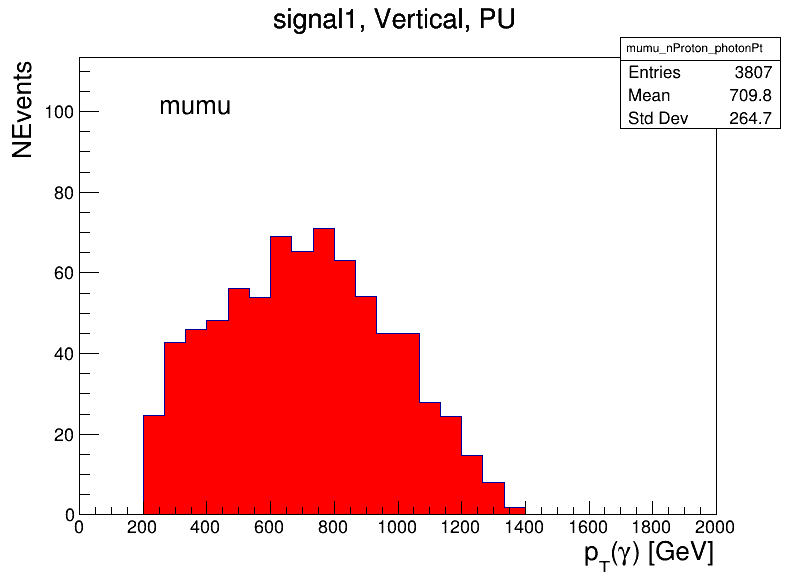 signal1, Vertical, PU
mumu_nProton_photonPt
Entries 3807
Mean 709.8
Std Dev 264.7
NEvents
mumu
100
80
60
40
20
0
0 200 400 600 800 1000 1200 1400 1600 1800 2000
p_T(γ) [GeV]